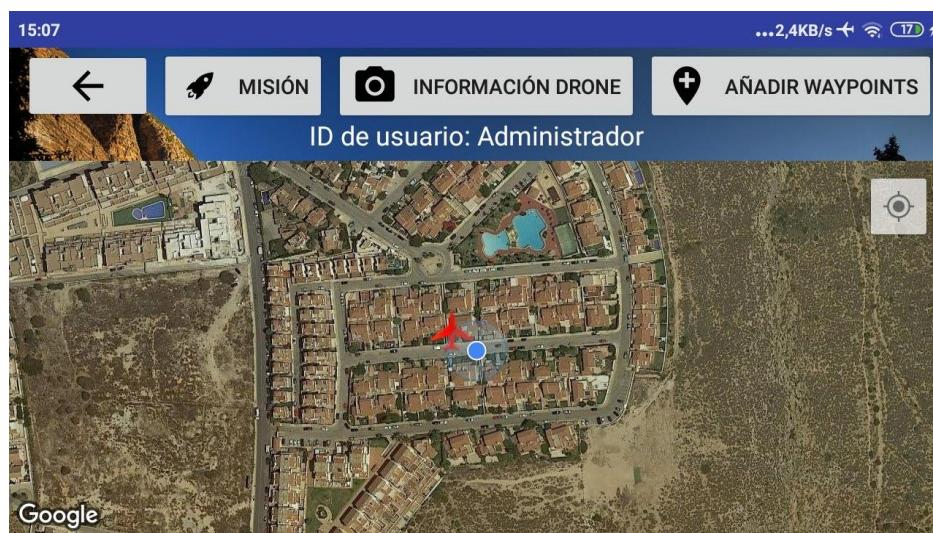 15:07
...2,4KB/s 17
MISIÓN
INFORMACIÓN DRONE
AÑADIR WAYPOINTS
ID de usuario: Administrador
Google